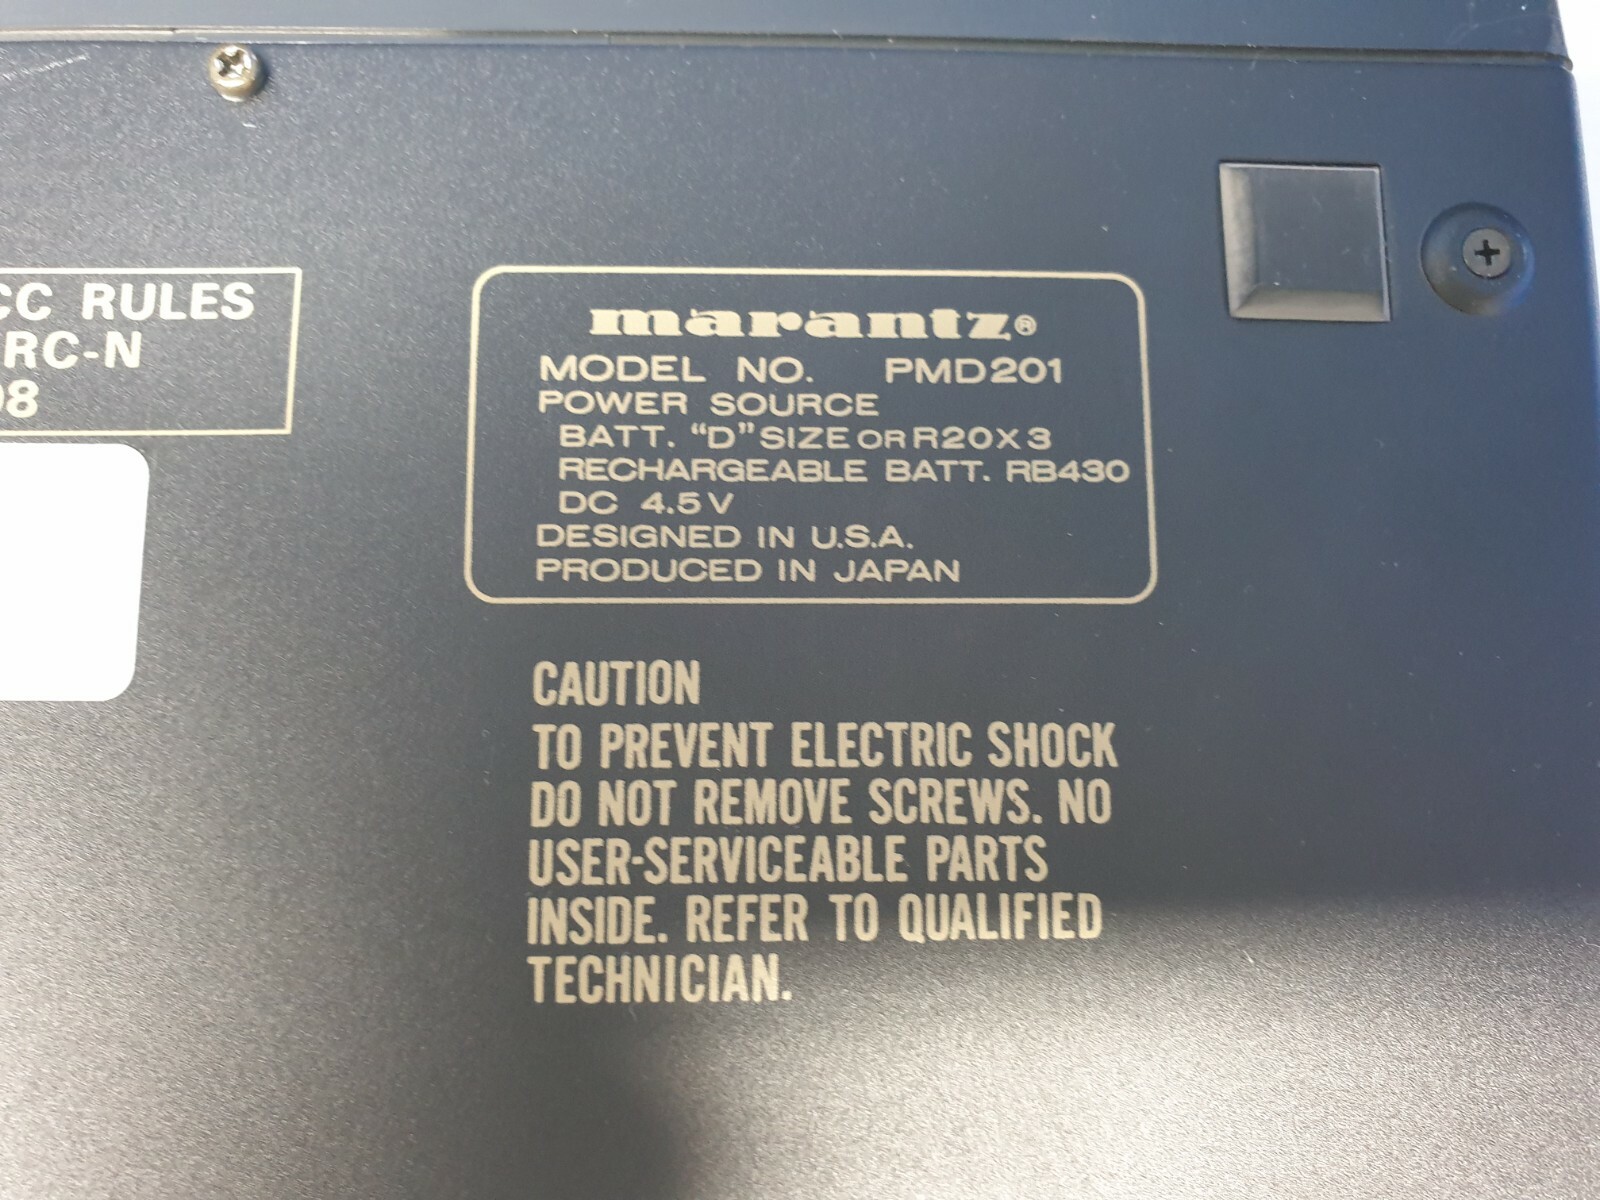 CC RULES
RC-N
8
marantz®
MODEL NO. PMD201
POWER SOURCE
BATT. "D" SIZE OR R20X3
RECHARGEABLE BATT. RB430
DC 4.5V
DESIGNED IN U.S.A.
PRODUCED IN JAPAN
CAUTION
TO PREVENT ELECTRIC SHOCK
DO NOT REMOVE SCREWS. NO
USER-SERVICEABLE PARTS
INSIDE. REFER TO QUALIFIED
TECHNICIAN.